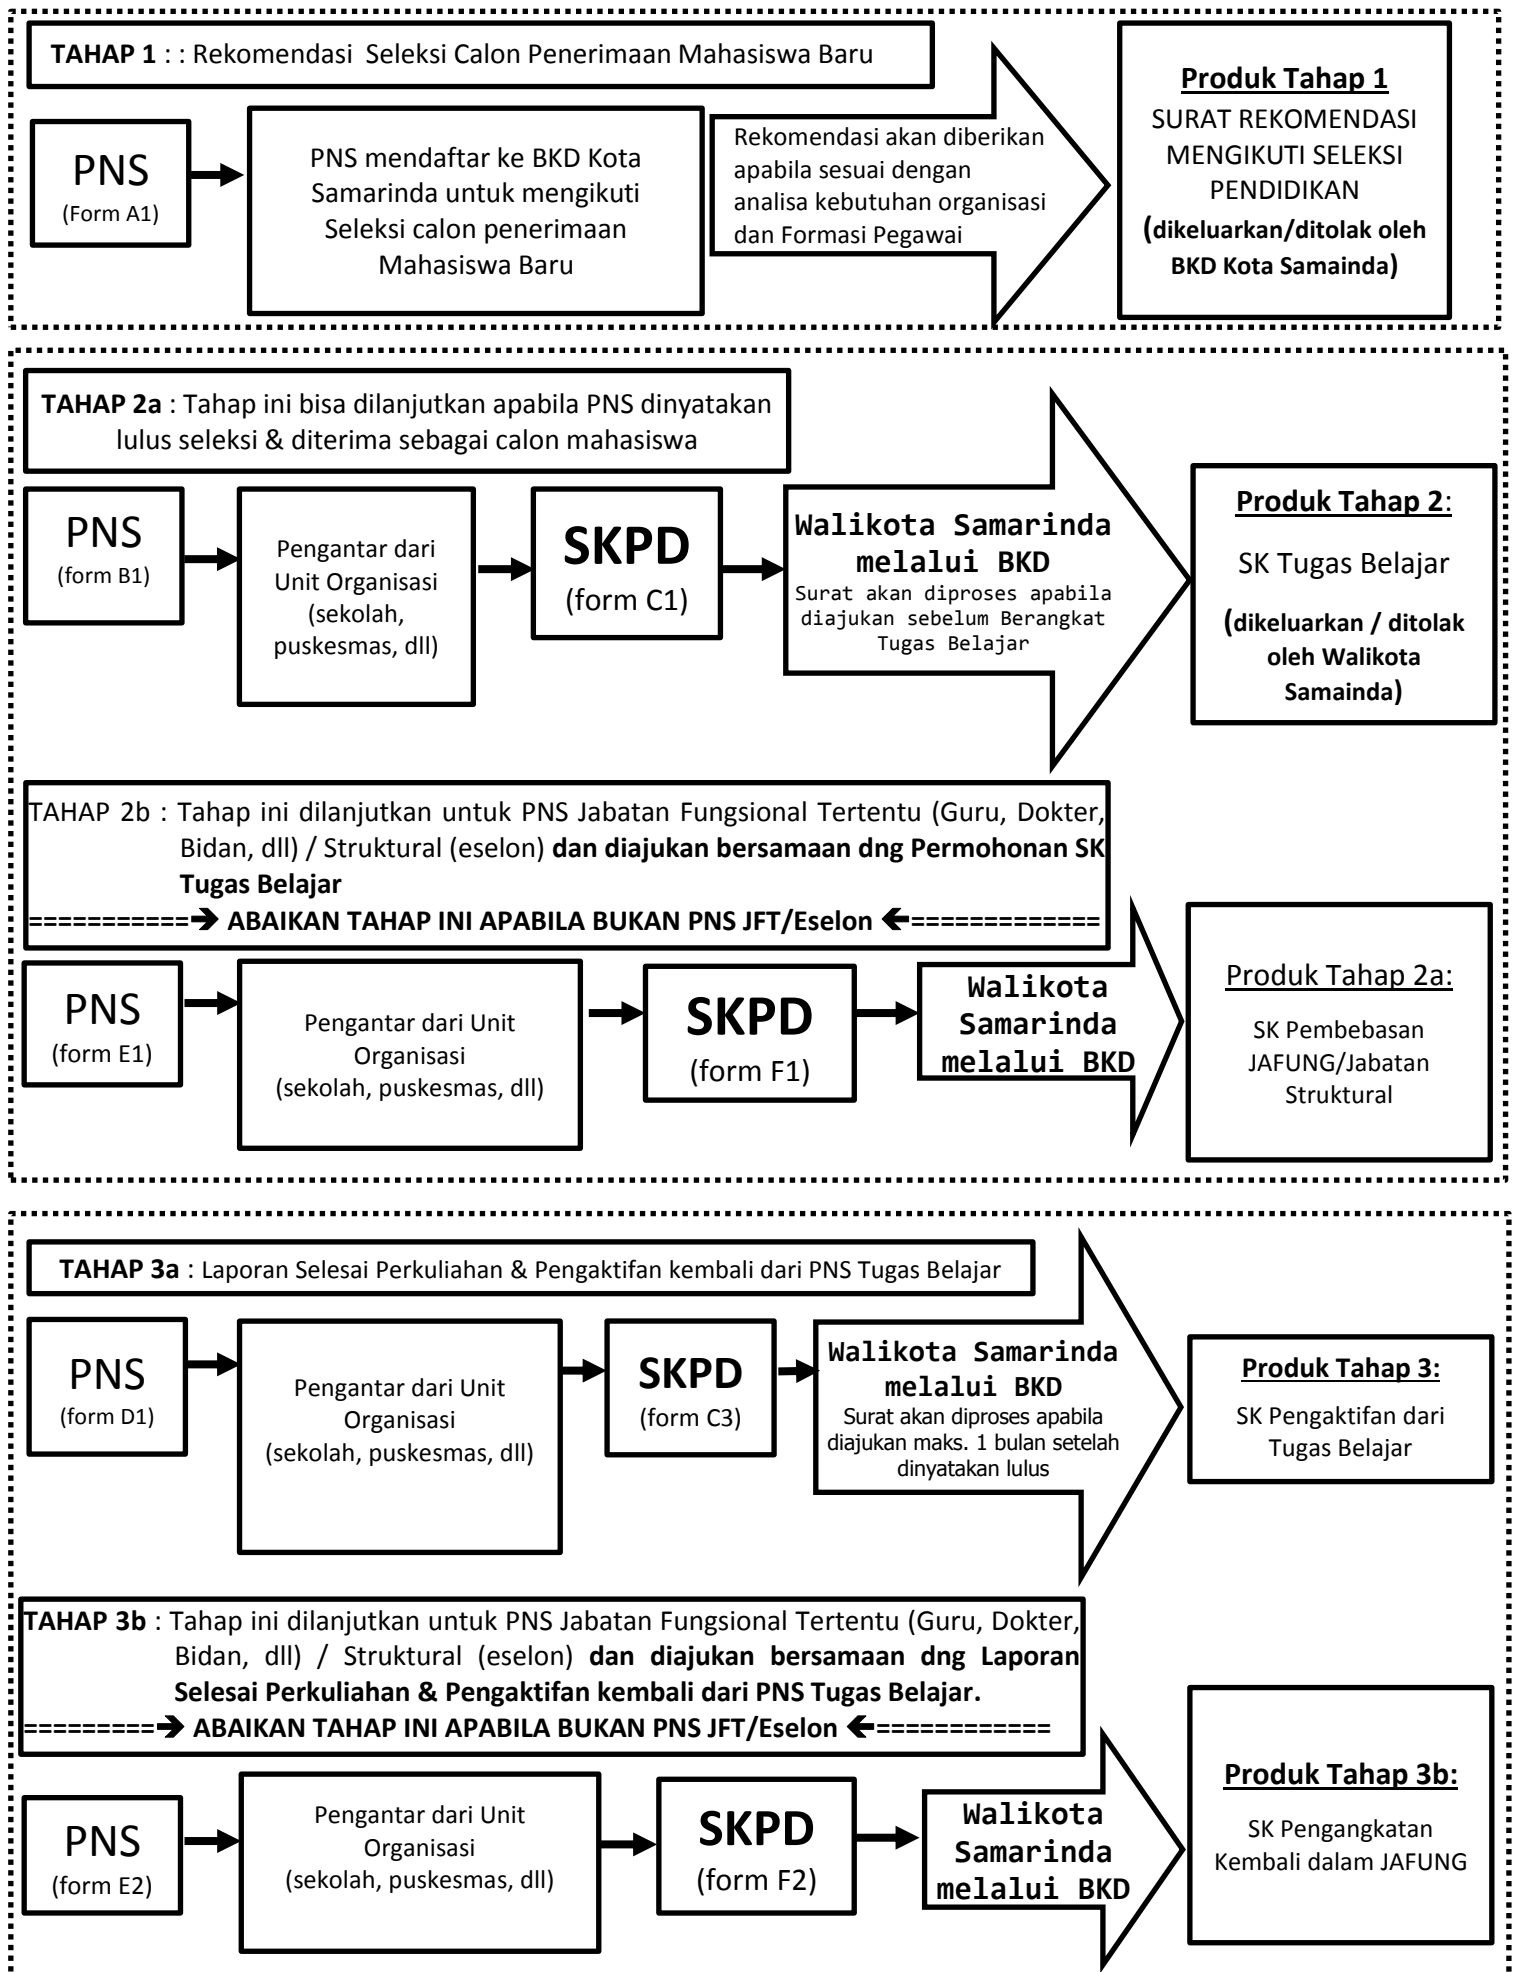 TAHAP 1 : : Rekomendasi  Seleksi Calon Penerimaan Mahasiswa Baru
PNS
(Form A1)
PNS mendaftar ke BKD Kota
Samarinda untuk mengikuti
Seleksi calon penerimaan
Mahasiswa Baru
Rekomendasi akan diberikan
apabila sesuai dengan
analisa kebutuhan organisasi
dan Formasi Pegawai
Produk Tahap 1
SURAT REKOMENDASI
MENGIKUTI SELEKSI
PENDIDIKAN
(dikeluarkan/ditolak oleh
BKD Kota Samainda)
TAHAP 2a : Tahap ini bisa dilanjutkan apabila PNS dinyatakan
lulus seleksi & diterima sebagai calon mahasiswa
PNS
(form B1)
Pengantar dari
Unit Organisasi
(sekolah,
puskesmas, dll)
SKPD
(form C1)
Walikota Samarinda
melalui BKD
Surat akan diproses apabila
diajukan sebelum Berangkat
Tugas Belajar
Produk Tahap 2:
SK Tugas Belajar
(dikeluarkan / ditolak
oleh Walikota
Samainda)
TAHAP 2b : Tahap ini dilanjutkan untuk PNS Jabatan Fungsional Tertentu (Guru, Dokter,
Bidan, dll) / Struktural (eselon) dan diajukan bersamaan dng Permohonan SK
Tugas Belajar
===========➔ ABAIKAN TAHAP INI APABILA BUKAN PNS JFT/Eselon 🡸=============
PNS
(form E1)
Pengantar dari Unit
Organisasi
(sekolah, puskesmas, dll)
SKPD
(form F1)
Walikota
Samarinda
melalui BKD
Produk Tahap 2a:
SK Pembebasan
JAFUNG/Jabatan
Struktural
TAHAP 3a : Laporan Selesai Perkuliahan & Pengaktifan kembali dari PNS Tugas Belajar
PNS
(form D1)
Pengantar dari Unit
Organisasi
(sekolah, puskesmas, dll)
SKPD
(form C3)
Walikota Samarinda
melalui BKD
Surat akan diproses apabila
diajukan maks. 1 bulan setelah
dinyatakan lulus
Produk Tahap 3:
SK Pengaktifan dari
Tugas Belajar
TAHAP 3b : Tahap ini dilanjutkan untuk PNS Jabatan Fungsional Tertentu (Guru, Dokter,
Bidan, dll) / Struktural (eselon) dan diajukan bersamaan dng Laporan
Selesai Perkuliahan & Pengaktifan kembali dari PNS Tugas Belajar.
=========➔ ABAIKAN TAHAP INI APABILA BUKAN PNS JFT/Eselon 🡸============
PNS
(form E2)
Pengantar dari Unit
Organisasi
(sekolah, puskesmas, dll)
SKPD
(form F2)
Walikota
Samarinda
melalui BKD
Produk Tahap 3b:
SK Pengangkatan
Kembali dalam JAFUNG